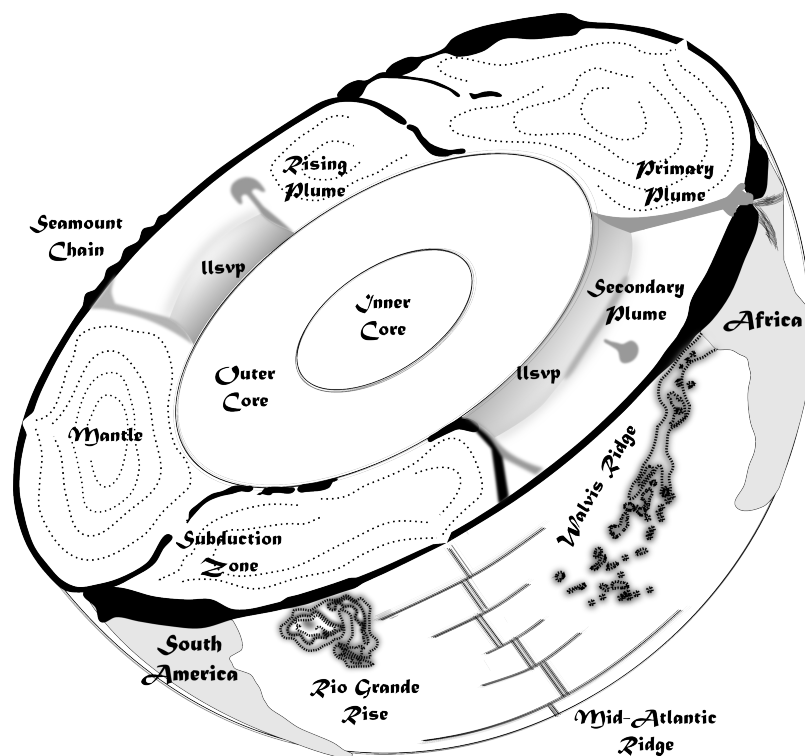 Rising
Plume
Primary
Plume
Seamount
Chain
llsvp
Inner
Core
Secondary
Plume
Africa
Outer
Core
llsvp
Mantle
Walvis Ridge
Subduction
Zone
South
America
Rio Grande
Rise
Mid-Atlantic
Ridge